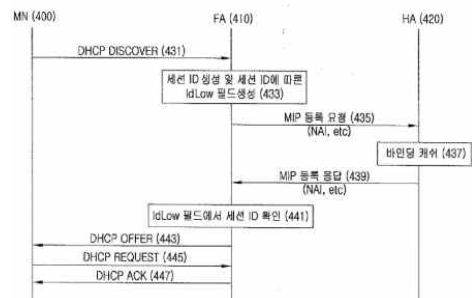 MN (400)
FA (410)
HA (420)
DHCP DISCOVER (431)
세션 ID 생성 및 세션 ID에 따른
IdLow 필드생성 (433)
MIP 등록 요청 (435)
(NAI, etc)
바인딩 캐쉬 (437)
MIP 등록 응답 (439)
(NAI, etc)
IdLow 필드에서 세션 ID 확인 (441)
DHCP OFFER (443)
DHCP REQUEST (445)
DHCP ACK (447)